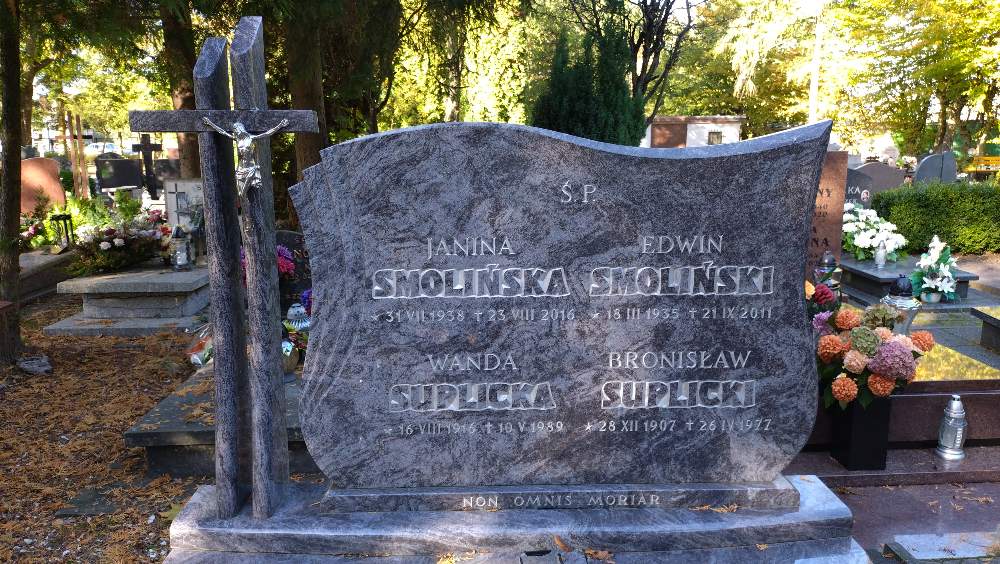 Ś.P.
JANINA
SMOLIŃSKA
* 31 VII 1938 ✝ 23 VIII 2016
EDWIN
SMOLIŃSKI
* 18 III 1935 ✝ 21 IX 2011
WANDA
SUPLICKA
* 16 VIII 1916 ✝ 10 V 1989
BRONISŁAW
SUPLICKI
* 28 XII 1907 ✝ 26 IV 1977
NON OMNIS MORIAR